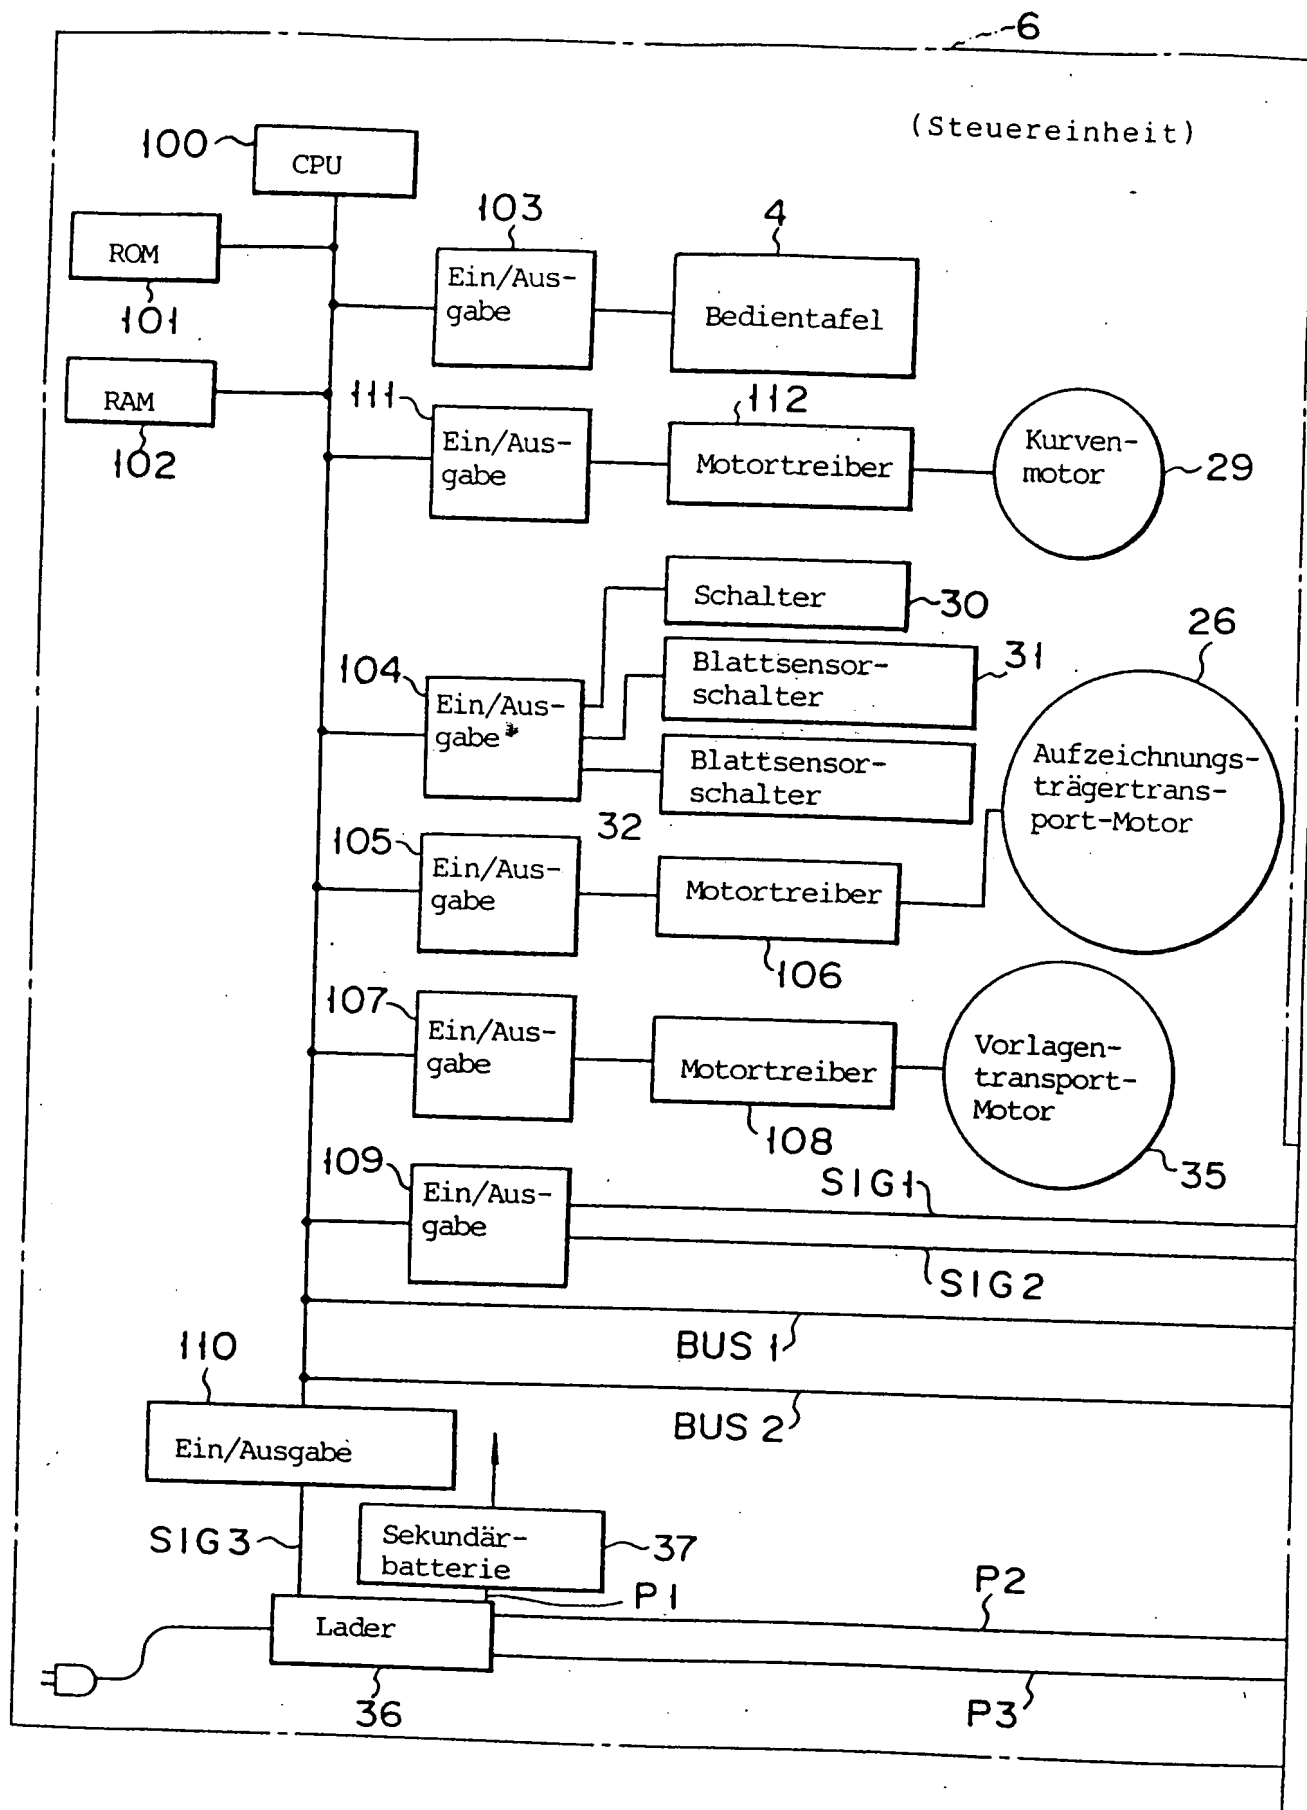 6
(Steuereinheit)
100
CPU
ROM
101
RAM
102
103
Ein/Aus-
gabe
4
Bedientafel
111
Ein/Aus-
gabe
112
Motortreiber
Kurven-
motor
29
Schalter
30
104
Ein/Aus-
gabe
Blattsensor-
schalter
31
Blattsensor-
schalter
32
26
Aufzeichnungs-
trägertrans-
port-Motor
105
Ein/Aus-
gabe
Motortreiber
106
107
Ein/Aus-
gabe
Motortreiber
108
Vorlagen-
transport-
Motor
35
109
Ein/Aus-
gabe
SIG1
SIG2
BUS 1
BUS 2
110
Ein/Ausgabe
SIG3
Sekundär-
batterie
37
P1
Lader
36
P2
P3